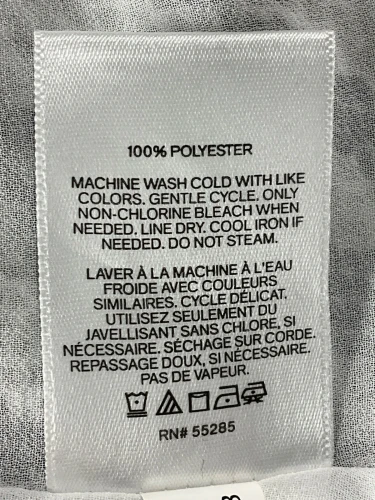 100% POLYESTER
MACHINE WASH COLD WITH LIKE
COLORS. GENTLE CYCLE. ONLY
NON-CHLORINE BLEACH WHEN
NEEDED. LINE DRY. COOL IRON IF
NEEDED. DO NOT STEAM.
LAVER À LA MACHINE À L'EAU
FROIDE AVEC COULEURS
SIMILAIRES. CYCLE DÉLICAT.
UTILISEZ SEULEMENT DU
JAVELLISANT SANS CHLORE, SI
NÉCESSAIRE. SÉCHAGE SUR CORDE.
REPASSAGE DOUX, SI NÉCESSAIRE.
PAS DE VAPEUR.
RN# 55285